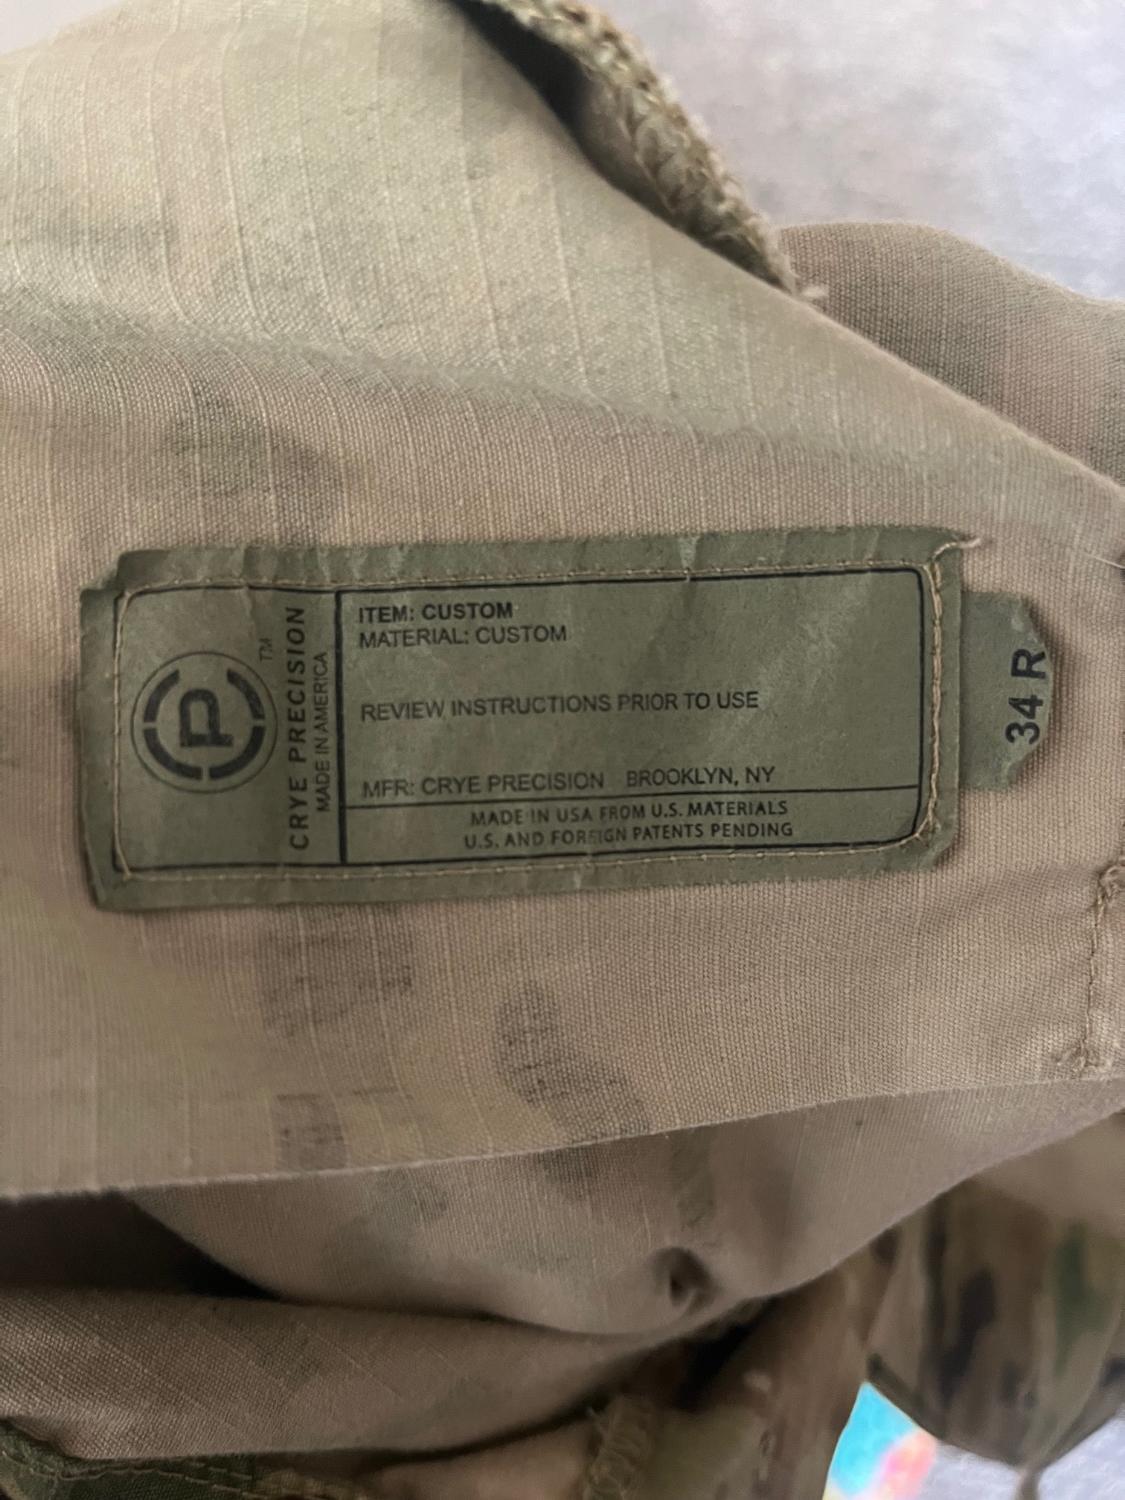 P
TM
CRYE PRECISION
MADE IN AMERICA
ITEM: CUSTOM
MATERIAL: CUSTOM
REVIEW INSTRUCTIONS PRIOR TO USE
MFR: CRYE PRECISION BROOKLYN, NY
MADE IN USA FROM U.S. MATERIALS
U.S. AND FOREIGN PATENTS PENDING
34 R